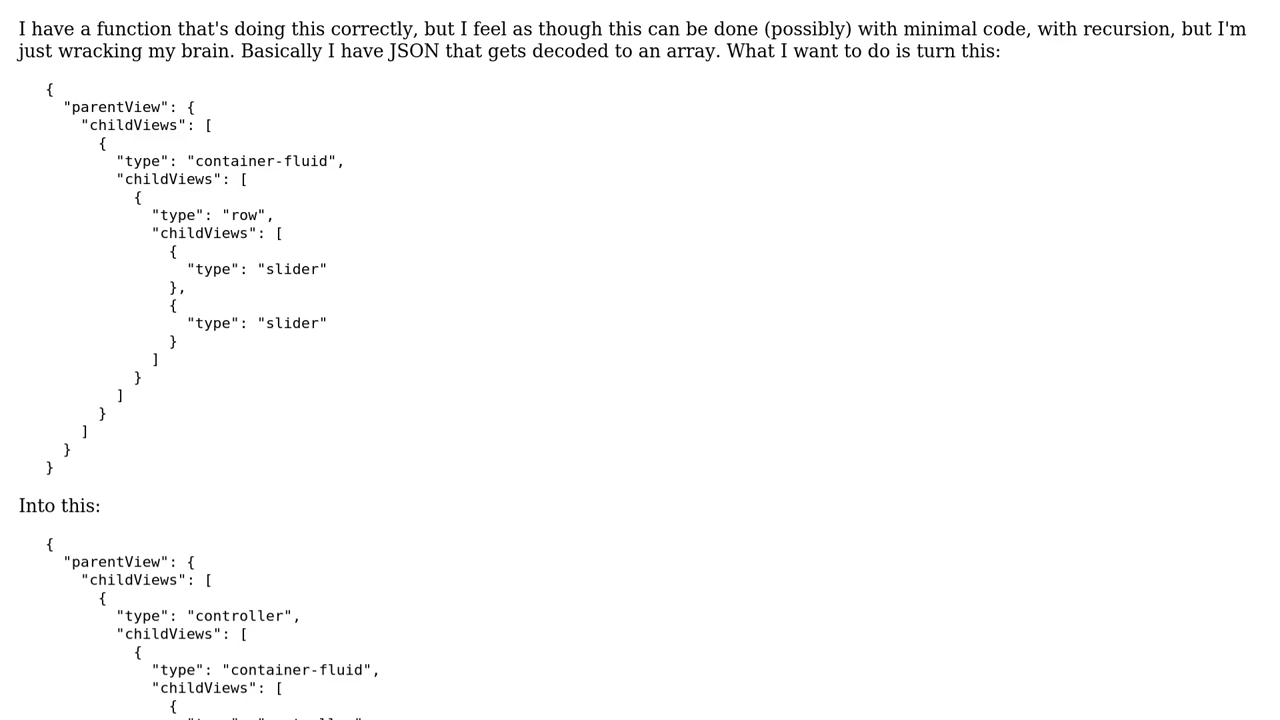 I have a function that's doing this correctly, but I feel as though this can be done (possibly) with minimal code, with recursion, but I'm
just wracking my brain. Basically I have JSON that gets decoded to an array. What I want to do is turn this:
{
  "parentView": {
    "childViews": [
      {
        "type": "container-fluid",
        "childViews": [
          {
            "type": "row",
            "childViews": [
              {
                "type": "slider"
              },
              {
                "type": "slider"
              }
            ]
          }
        ]
      }
    ]
  }
}
Into this:
{
  "parentView": {
    "childViews": [
      {
        "type": "controller",
        "childViews": [
          {
            "type": "container-fluid",
            "childViews": [
              {